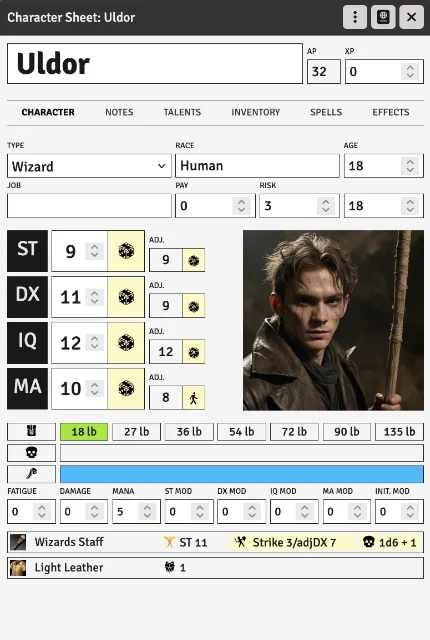 Character Sheet: Uldor
Uldor
AP
XP
32
0
CHARACTER NOTES TALENTS INVENTORY SPELLS EFFECTS
TYPE RACE AGE
Wizard Human 18
JOB PAY RISK
0 3 18
ST 9 ADJ. 9
DX 11 ADJ. 9
IQ 12 ADJ. 12
MA 10 ADJ. 8
18 lb 27 lb 36 lb 54 lb 72 lb 90 lb 135 lb
FATIGUE DAMAGE MANA ST MOD DX MOD IQ MOD MA MOD INIT. MOD
0 0 5 0 0 0 0 0
Wizards Staff ST 11 Strike 3/adjDX 7 1d6 + 1
Light Leather 1